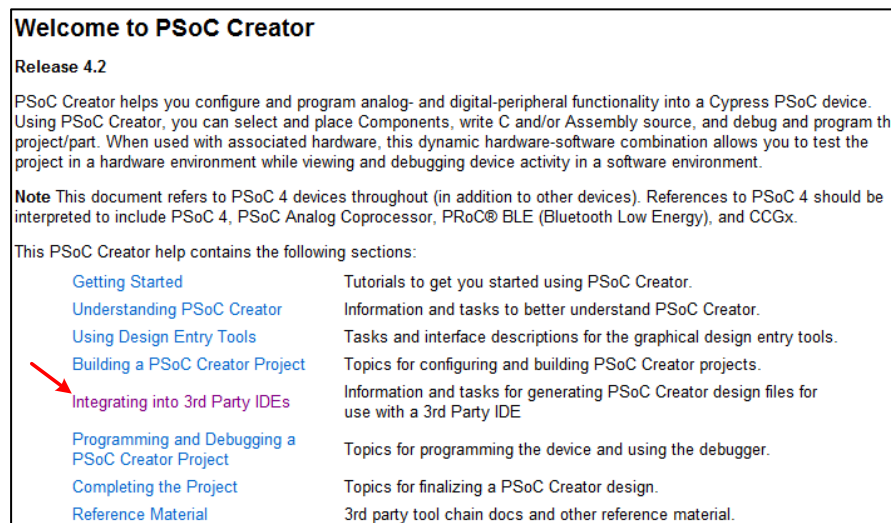 Welcome to PSoC Creator
Release 4.2
PSoC Creator helps you configure and program analog- and digital-peripheral functionality into a Cypress PSoC device.
Using PSoC Creator, you can select and place Components, write C and/or Assembly source, and debug and program th
project/part. When used with associated hardware, this dynamic hardware-software combination allows you to test the
project in a hardware environment while viewing and debugging device activity in a software environment.
Note This document refers to PSoC 4 devices throughout (in addition to other devices). References to PSoC 4 should be
interpreted to include PSoC 4, PSoC Analog Coprocessor, PRoC® BLE (Bluetooth Low Energy), and CCGx.
This PSoC Creator help contains the following sections:
Getting Started Tutorials to get you started using PSoC Creator.
Understanding PSoC Creator Information and tasks to better understand PSoC Creator.
Using Design Entry Tools Tasks and interface descriptions for the graphical design entry tools.
Building a PSoC Creator Project Topics for configuring and building PSoC Creator projects.
Integrating into 3rd Party IDEs Information and tasks for generating PSoC Creator design files for
use with a 3rd Party IDE
Programming and Debugging a
PSoC Creator Project Topics for programming the device and using the debugger.
Completing the Project Topics for finalizing a PSoC Creator design.
Reference Material 3rd party tool chain docs and other reference material.